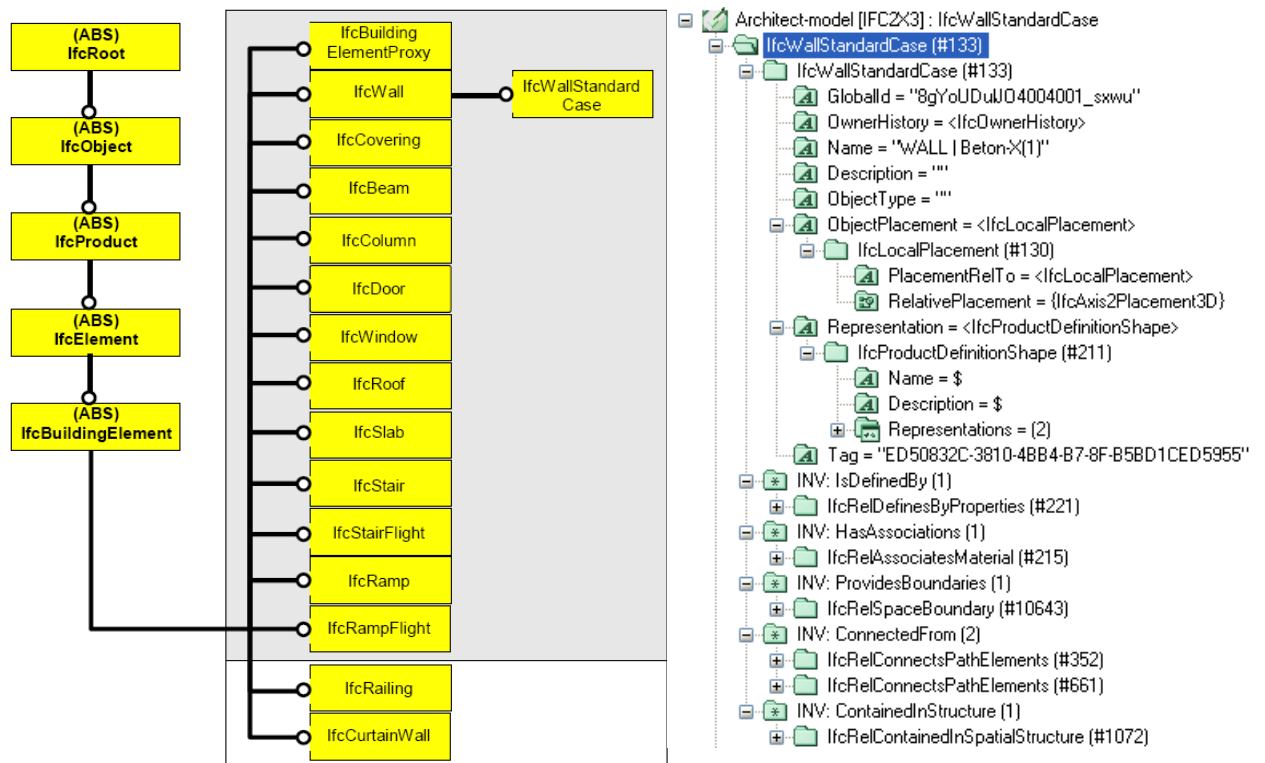 (ABS)
IfcRoot
(ABS)
IfcObject
(ABS)
IfcProduct
(ABS)
IfcElement
(ABS)
IfcBuildingElement
IfcBuilding
ElementProxy
IfcWall
IfcWallStandard
Case
IfcCovering
IfcBeam
IfcColumn
IfcDoor
IfcWindow
IfcRoof
IfcSlab
IfcStair
IfcStairFlight
IfcRamp
IfcRampFlight
IfcRailing
IfcCurtainWall
Architect-model [IFC2X3] : IfcWallStandardCase
IfcWallStandardCase (#133)
IfcWallStandardCase (#133)
GlobalId = "8gYoUDuIJO4004001_sxwu"
OwnerHistory = <IfcOwnerHistory>
Name = "WALL | Beton-X(1)"
Description = ""
ObjectType = ""
ObjectPlacement = <IfcLocalPlacement>
IfcLocalPlacement (#130)
PlacementRelTo = <IfcLocalPlacement>
RelativePlacement = {IfcAxis2Placement3D}
Representation = <IfcProductDefinitionShape>
IfcProductDefinitionShape (#211)
Name = $
Description = $
Representations = (2)
Tag = "ED50832C-3810-4BB4-B7-8F-B5BD1CED5955"
INV: IsDefinedBy (1)
IfcRelDefinesByProperties (#221)
INV: HasAssociations (1)
IfcRelAssociatesMaterial (#215)
INV: ProvidesBoundaries (1)
IfcRelSpaceBoundary (#10643)
INV: ConnectedFrom (2)
IfcRelConnectsPathElements (#352)
IfcRelConnectsPathElements (#661)
INV: ContainedInStructure (1)
IfcRelContainedInSpatialStructure (#1072)